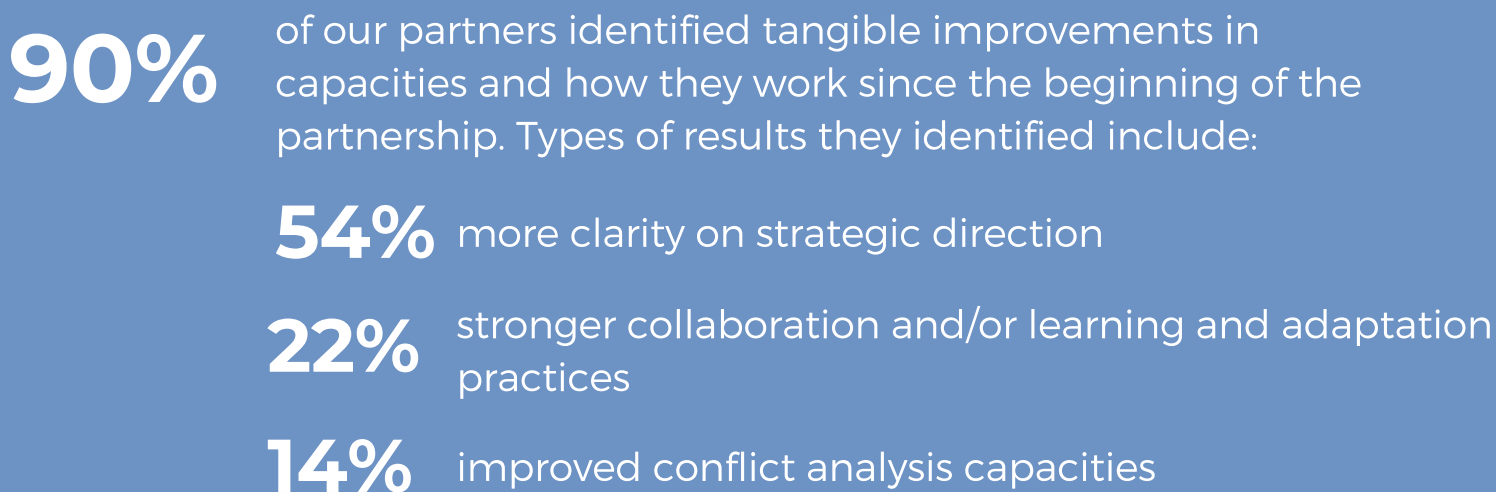 90%
of our partners identified tangible improvements in
capacities and how they work since the beginning of the
partnership. Types of results they identified include:
54% more clarity on strategic direction
22% stronger collaboration and/or learning and adaptation
practices
14% improved conflict analysis capacities